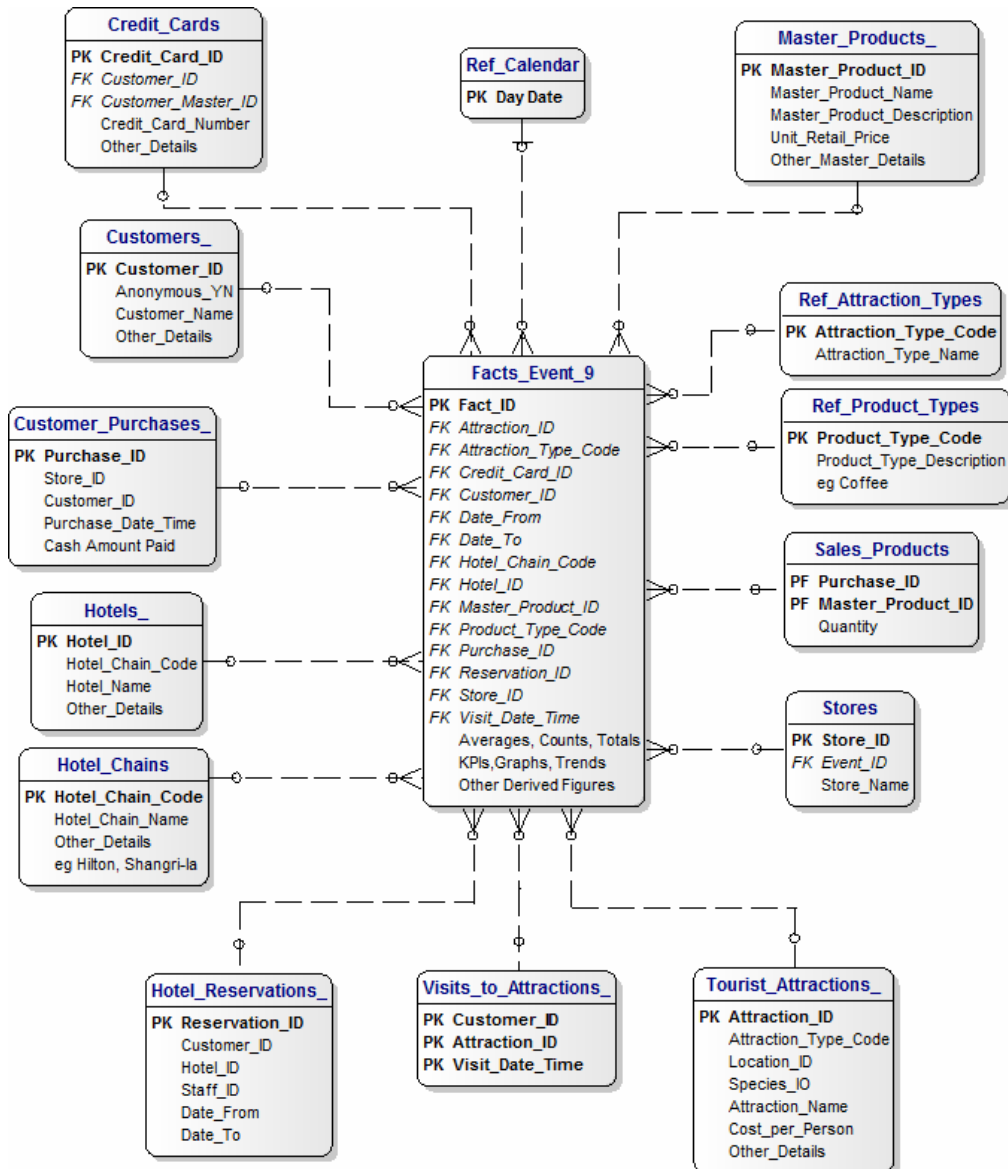 Credit_Cards
PK Credit_Card_ID
FK Customer_ID
FK Customer_Master_ID
Credit_Card_Number
Other_Details
Ref_Calendar
PK Day Date
Master_Products_
PK Master_Product_ID
Master_Product_Name
Master_Product_Description
Unit_Retail_Price
Other_Master_Details
Customers_
PK Customer_ID
Anonymous_YN
Customer_Name
Other_Details
Ref_Attraction_Types
PK Attraction_Type_Code
Attraction_Type_Name
Facts_Event_9
PK Fact_ID
FK Attraction_ID
FK Attraction_Type_Code
FK Credit_Card_ID
FK Customer_ID
FK Date_From
FK Date_To
FK Hotel_Chain_Code
FK Hotel_ID
FK Master_Product_ID
FK Product_Type_Code
FK Purchase_ID
FK Reservation_ID
FK Store_ID
FK Visit_Date_Time
Averages, Counts, Totals
KPIs,Graphs, Trends
Other Derived Figures
Customer_Purchases_
PK Purchase_ID
Store_ID
Customer_ID
Purchase_Date_Time
Cash Amount Paid
Ref_Product_Types
PK Product_Type_Code
Product_Type_Description
eg Coffee
Sales_Products
PF Purchase_ID
PF Master_Product_ID
Quantity
Hotels_
PK Hotel_ID
Hotel_Chain_Code
Hotel_Name
Other_Details
Stores
PK Store_ID
FK Event_ID
Store_Name
Hotel_Chains
PK Hotel_Chain_Code
Hotel_Chain_Name
Other_Details
eg Hilton, Shangri-la
Hotel_Reservations_
PK Reservation_ID
Customer_ID
Hotel_ID
Staff_ID
Date_From
Date_To
Visits_to_Attractions_
PK Customer_ID
PK Attraction_ID
PK Visit_Date_Time
Tourist_Attractions_
PK Attraction_ID
Attraction_Type_Code
Location_ID
Species_IO
Attraction_Name
Cost_per_Person
Other_Details